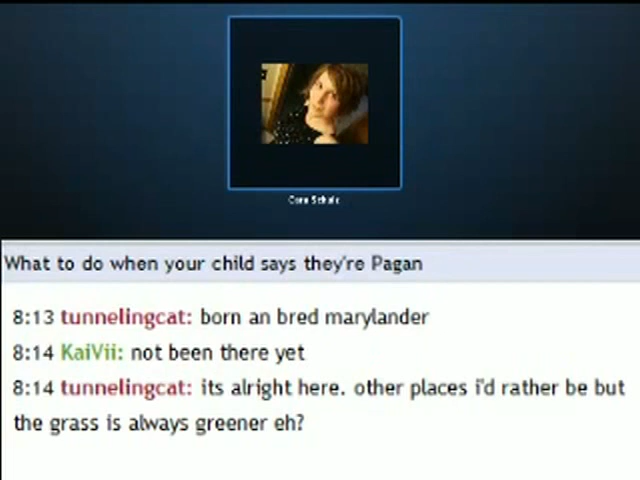 Cara Schulz
What to do when your child says they're Pagan
8:13 tunnelingcat: born an bred marylander
8:14 KaiVii: not been there yet
8:14 tunnelingcat: its alright here. other places i'd rather be but
the grass is always greener eh?